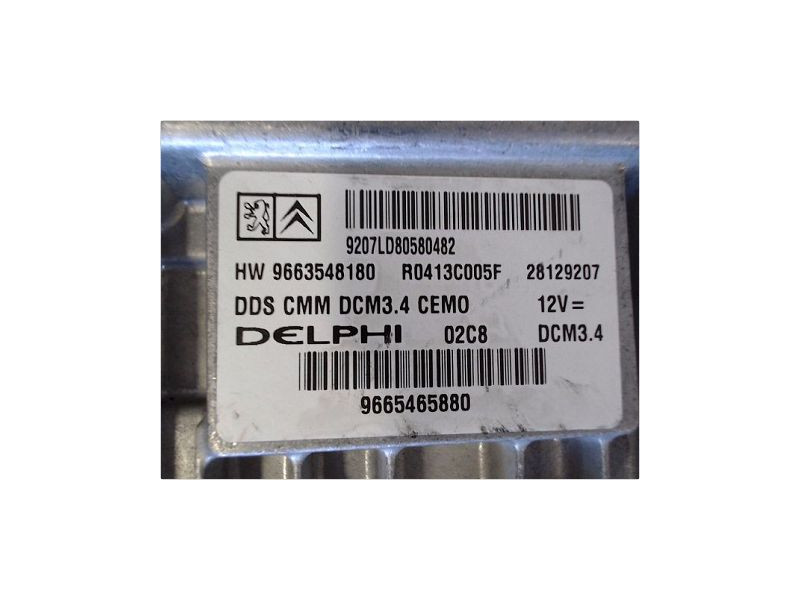 9207LD80580482
HW 9663548180 R0413C005F 28129207
DDS CMM DCM3.4 CEMO 12V=
DELPHI 02C8 DCM3.4
9665465880